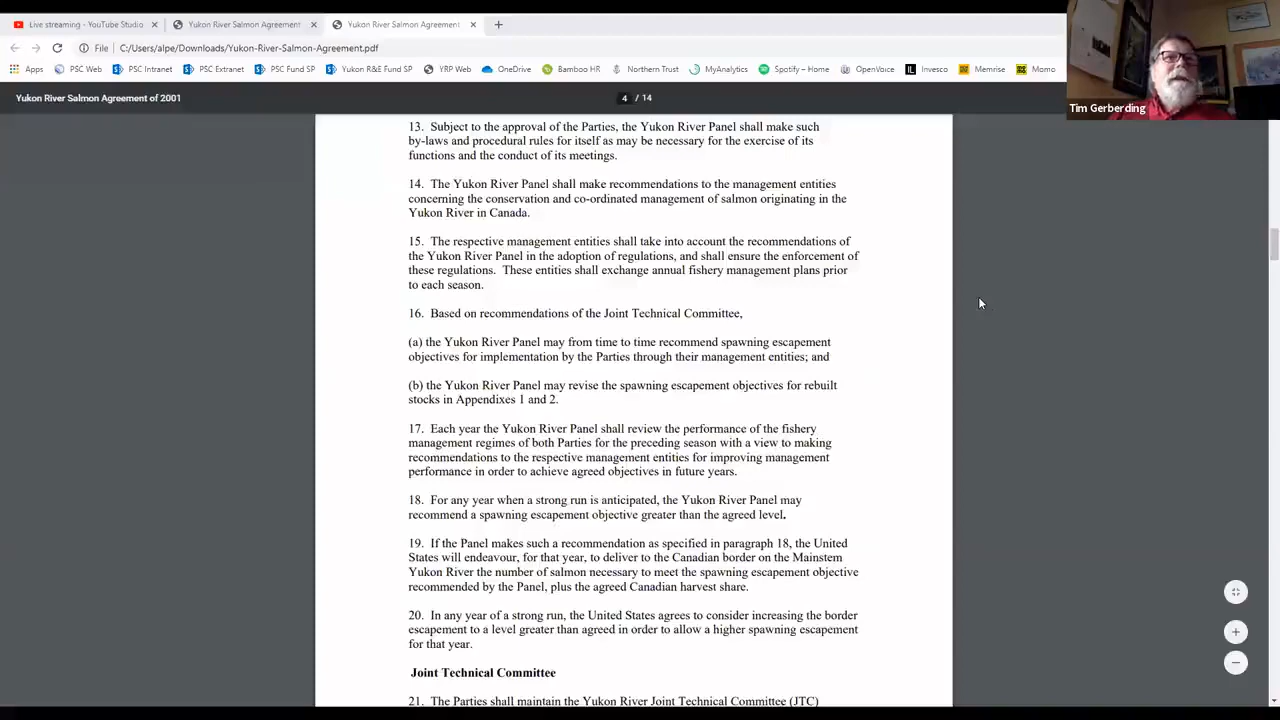 Live streaming - YouTube Studio
Yukon River Salmon Agreement
Yukon River Salmon Agreement
File
C:/Users/alpe/Downloads/Yukon-River-Salmon-Agreement.pdf
Apps PSC Web PSC Intranet PSC Extranet PSC Fund SP Yukon R&E Fund SP YRP Web OneDrive Bamboo HR Northern Trust MyAnalytics Spotify – Home OpenVoice Invesco Memrise Momo
Tim Gerberding
Yukon River Salmon Agreement of 2001
4 / 14
13. Subject to the approval of the Parties, the Yukon River Panel shall make such
by-laws and procedural rules for itself as may be necessary for the exercise of its
functions and the conduct of its meetings.
14. The Yukon River Panel shall make recommendations to the management entities
concerning the conservation and co-ordinated management of salmon originating in the
Yukon River in Canada.
15. The respective management entities shall take into account the recommendations of
the Yukon River Panel in the adoption of regulations, and shall ensure the enforcement of
these regulations. These entities shall exchange annual fishery management plans prior
to each season.
16. Based on recommendations of the Joint Technical Committee,
(a) the Yukon River Panel may from time to time recommend spawning escapement
objectives for implementation by the Parties through their management entities; and
(b) the Yukon River Panel may revise the spawning escapement objectives for rebuilt
stocks in Appendixes 1 and 2.
17. Each year the Yukon River Panel shall review the performance of the fishery
management regimes of both Parties for the preceding season with a view to making
recommendations to the respective management entities for improving management
performance in order to achieve agreed objectives in future years.
18. For any year when a strong run is anticipated, the Yukon River Panel may
recommend a spawning escapement objective greater than the agreed level.
19. If the Panel makes such a recommendation as specified in paragraph 18, the United
States will endeavour, for that year, to deliver to the Canadian border on the Mainstem
Yukon River the number of salmon necessary to meet the spawning escapement objective
recommended by the Panel, plus the agreed Canadian harvest share.
20. In any year of a strong run, the United States agrees to consider increasing the border
escapement to a level greater than agreed in order to allow a higher spawning escapement
for that year.
Joint Technical Committee
21. The Parties shall maintain the Yukon River Joint Technical Committee (JTC)